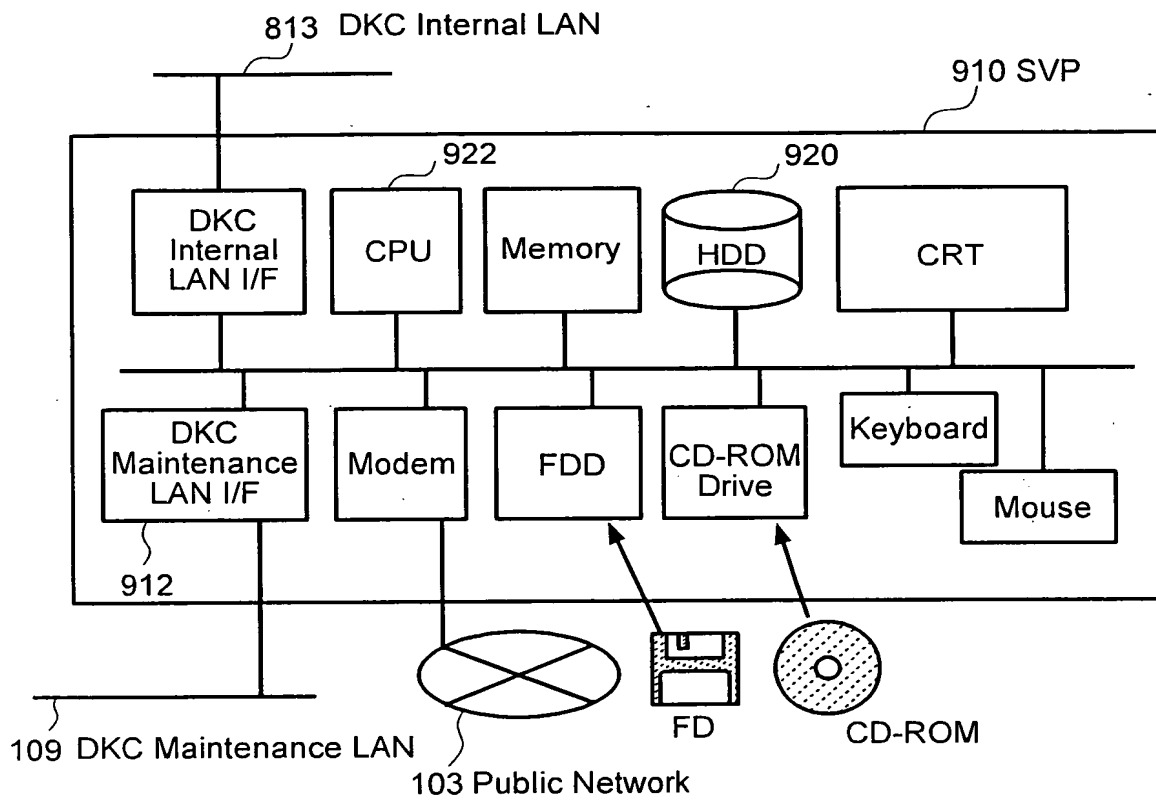 813 DKC Internal LAN
910 SVP
922
920
DKC
Internal
LAN I/F
CPU
Memory
HDD
CRT
DKC
Maintenance
LAN I/F
Modem
FDD
CD-ROM
Drive
Keyboard
Mouse
912
109 DKC Maintenance LAN
103 Public Network
FD
CD-ROM